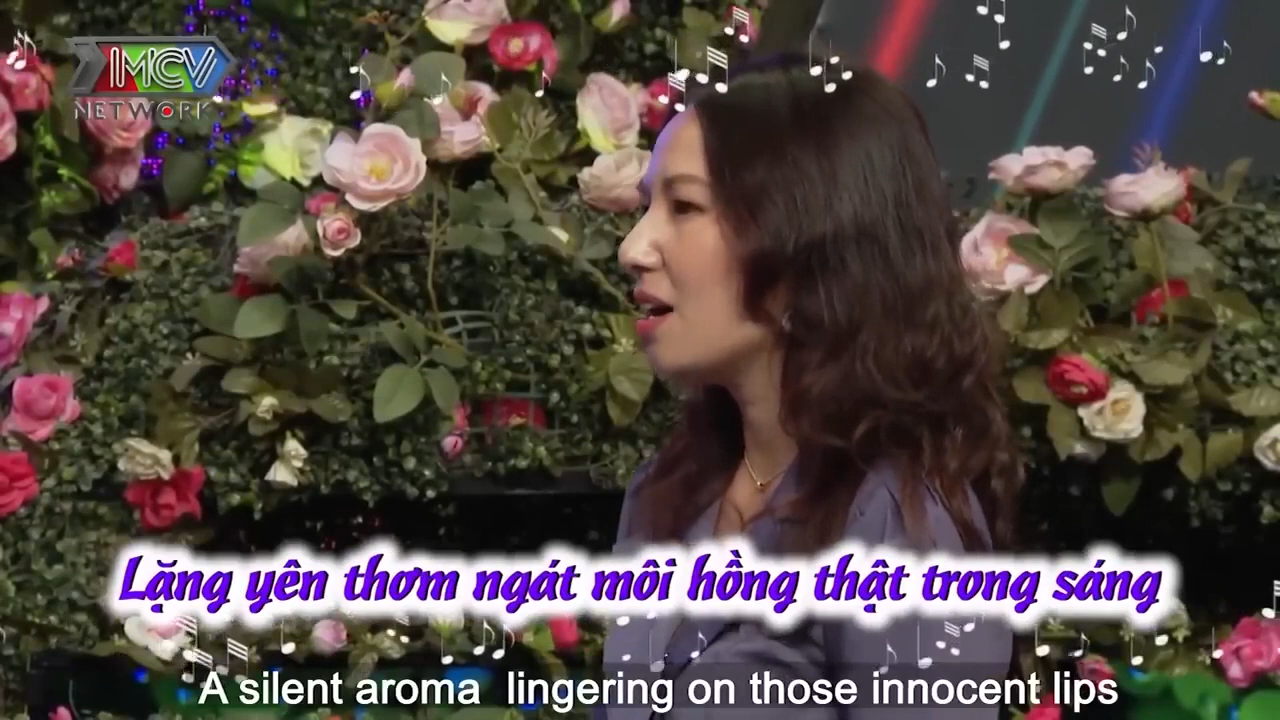 MCV
NETWORK
Lặng yên thơm ngát môi hồng thật trong sáng
A silent aroma  lingering on those innocent lips